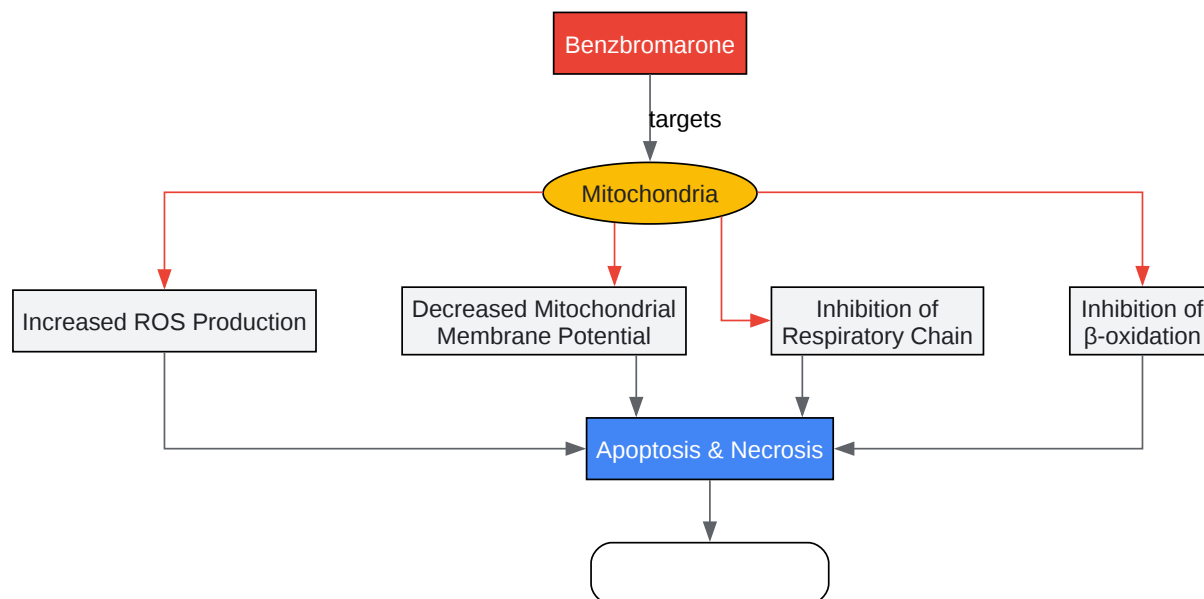 Benzbromarone
targets
Mitochondria
Increased ROS Production
Decreased Mitochondrial
Membrane Potential
Inhibition of
Respiratory Chain
Inhibition of
β-oxidation
Apoptosis & Necrosis